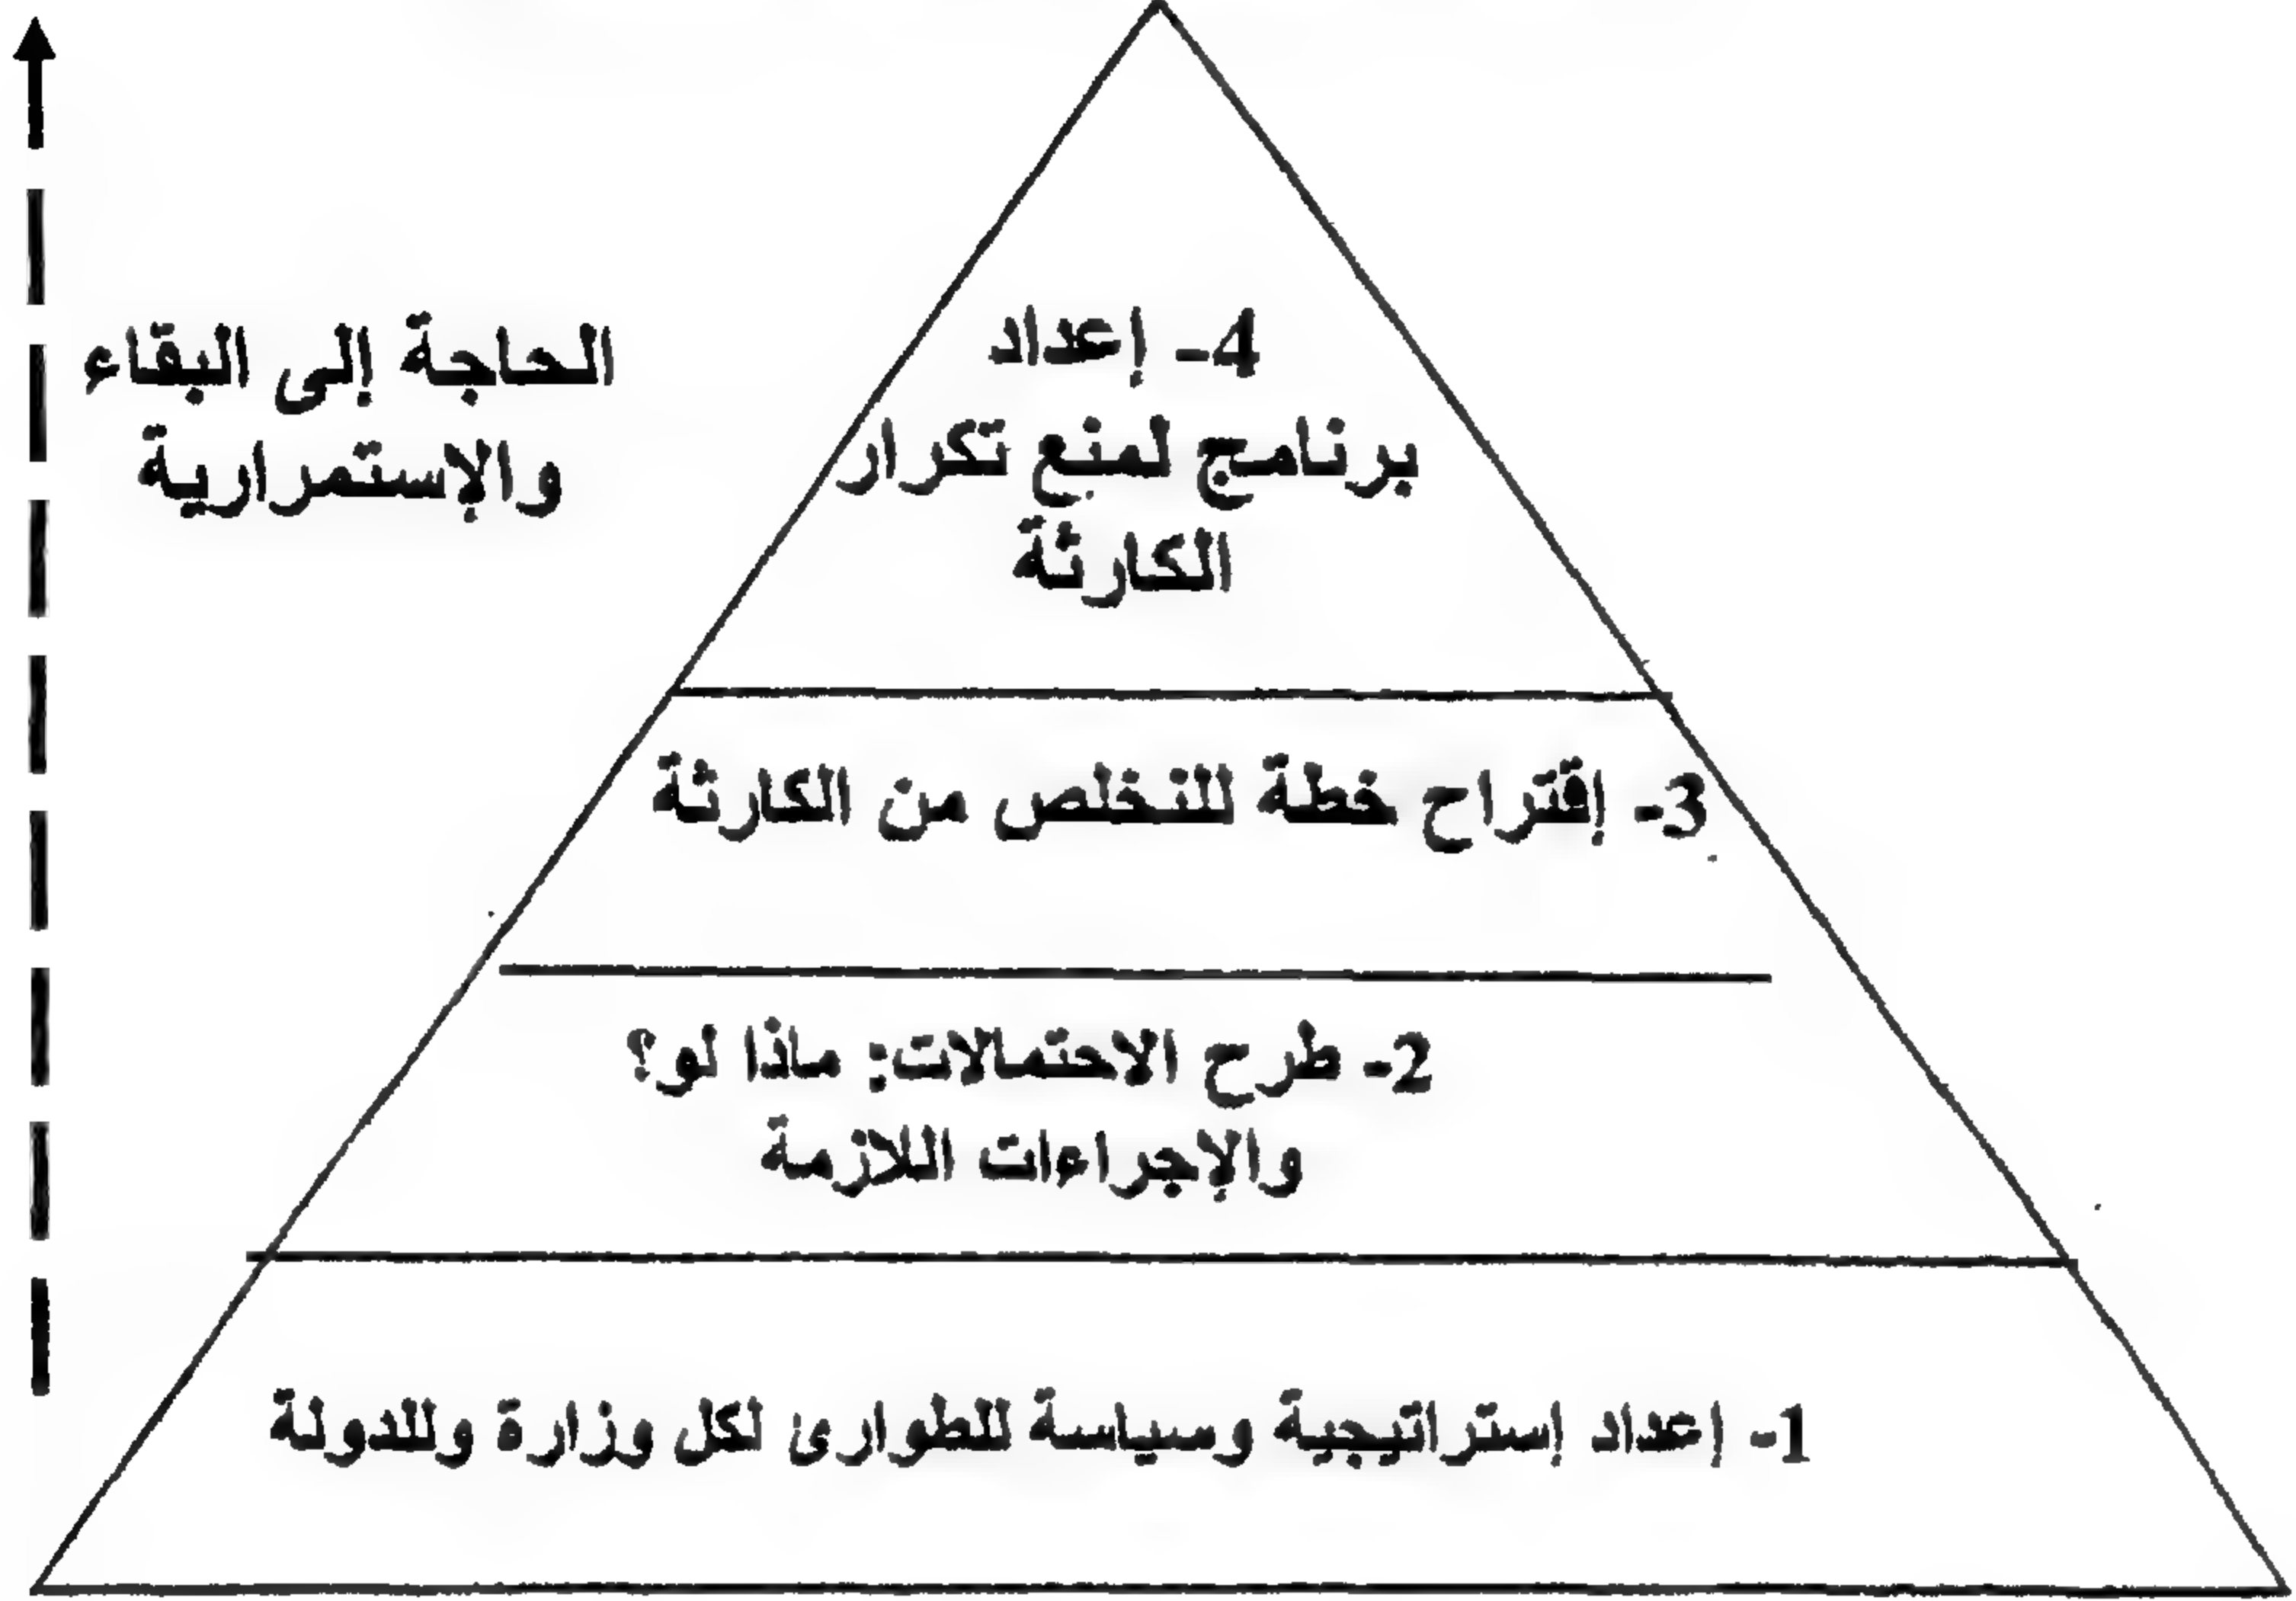 4- إعداد
برنامج لمنع تكرار
الكارثة
الحاجة إلى البقاء
والإستمرارية
3- إقتراح خطة للتخلص من الكارثة
2- طرح الاحتمالات: ماذا لو؟
والإجراءات اللازمة
1- إعداد إستراتيجية وسياسة للطوارئ لكل وزارة وللدولة